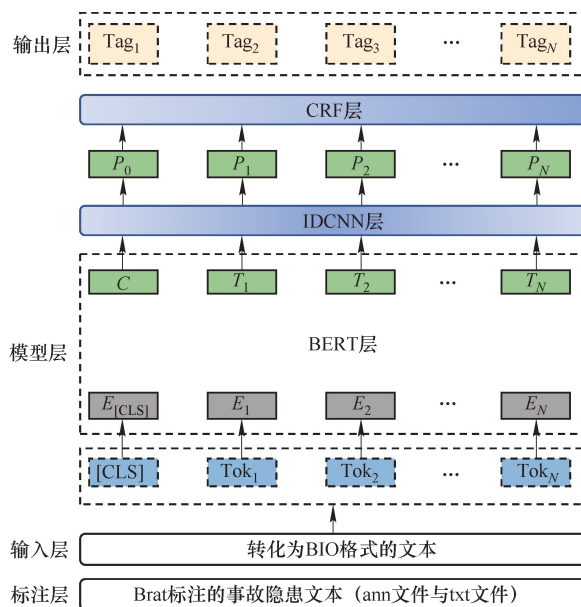 输出层 Tag1 Tag2 Tag3 ... TagN
CRF层
P0 P1 P2 ... PN
IDCNN层
C T1 T2 ... TN
模型层 BERT层
E[CLS] E1 E2 ... EN
[CLS] Tok1 Tok2 ... TokN
输入层 转化为BIO格式的文本
标注层 Brat标注的事故隐患文本（ann文件与txt文件）